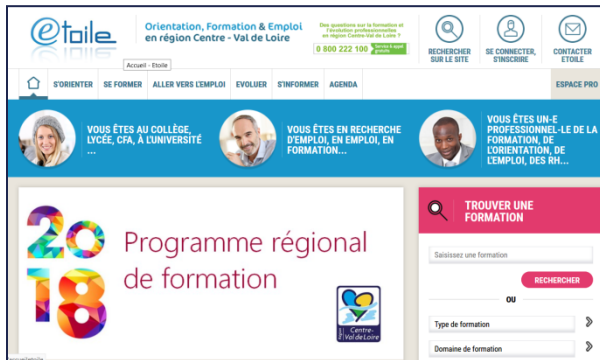 etoile
Orientation, Formation & Emploi
en région Centre - Val de Loire
Des questions sur la formation et
l'évolution professionnelles
en région Centre-Val de Loire ?
0 800 222 100 Service & appel
gratuits
RECHERCHER
SUR LE SITE
SE CONNECTER,
S'INSCRIRE
CONTACTER
ETOILE
Accueil - Etoile
S'ORIENTER SE FORMER ALLER VERS L'EMPLOI EVOLUER S'INFORMER AGENDA ESPACE PRO
VOUS ÊTES AU COLLÈGE,
LYCÉE, CFA, À L'UNIVERSITÉ
...
VOUS ÊTES EN RECHERCHE
D'EMPLOI, EN EMPLOI, EN
FORMATION...
VOUS ÊTES UN-E
PROFESSIONNEL-LE DE LA
FORMATION, DE
L'ORIENTATION, DE
L'EMPLOI, DES RH...
2018
Programme régional
de formation
Centre-
Val de Loire
TROUVER UNE
FORMATION
Saisissez une formation
RECHERCHER
OU
Type de formation
Domaine de formation